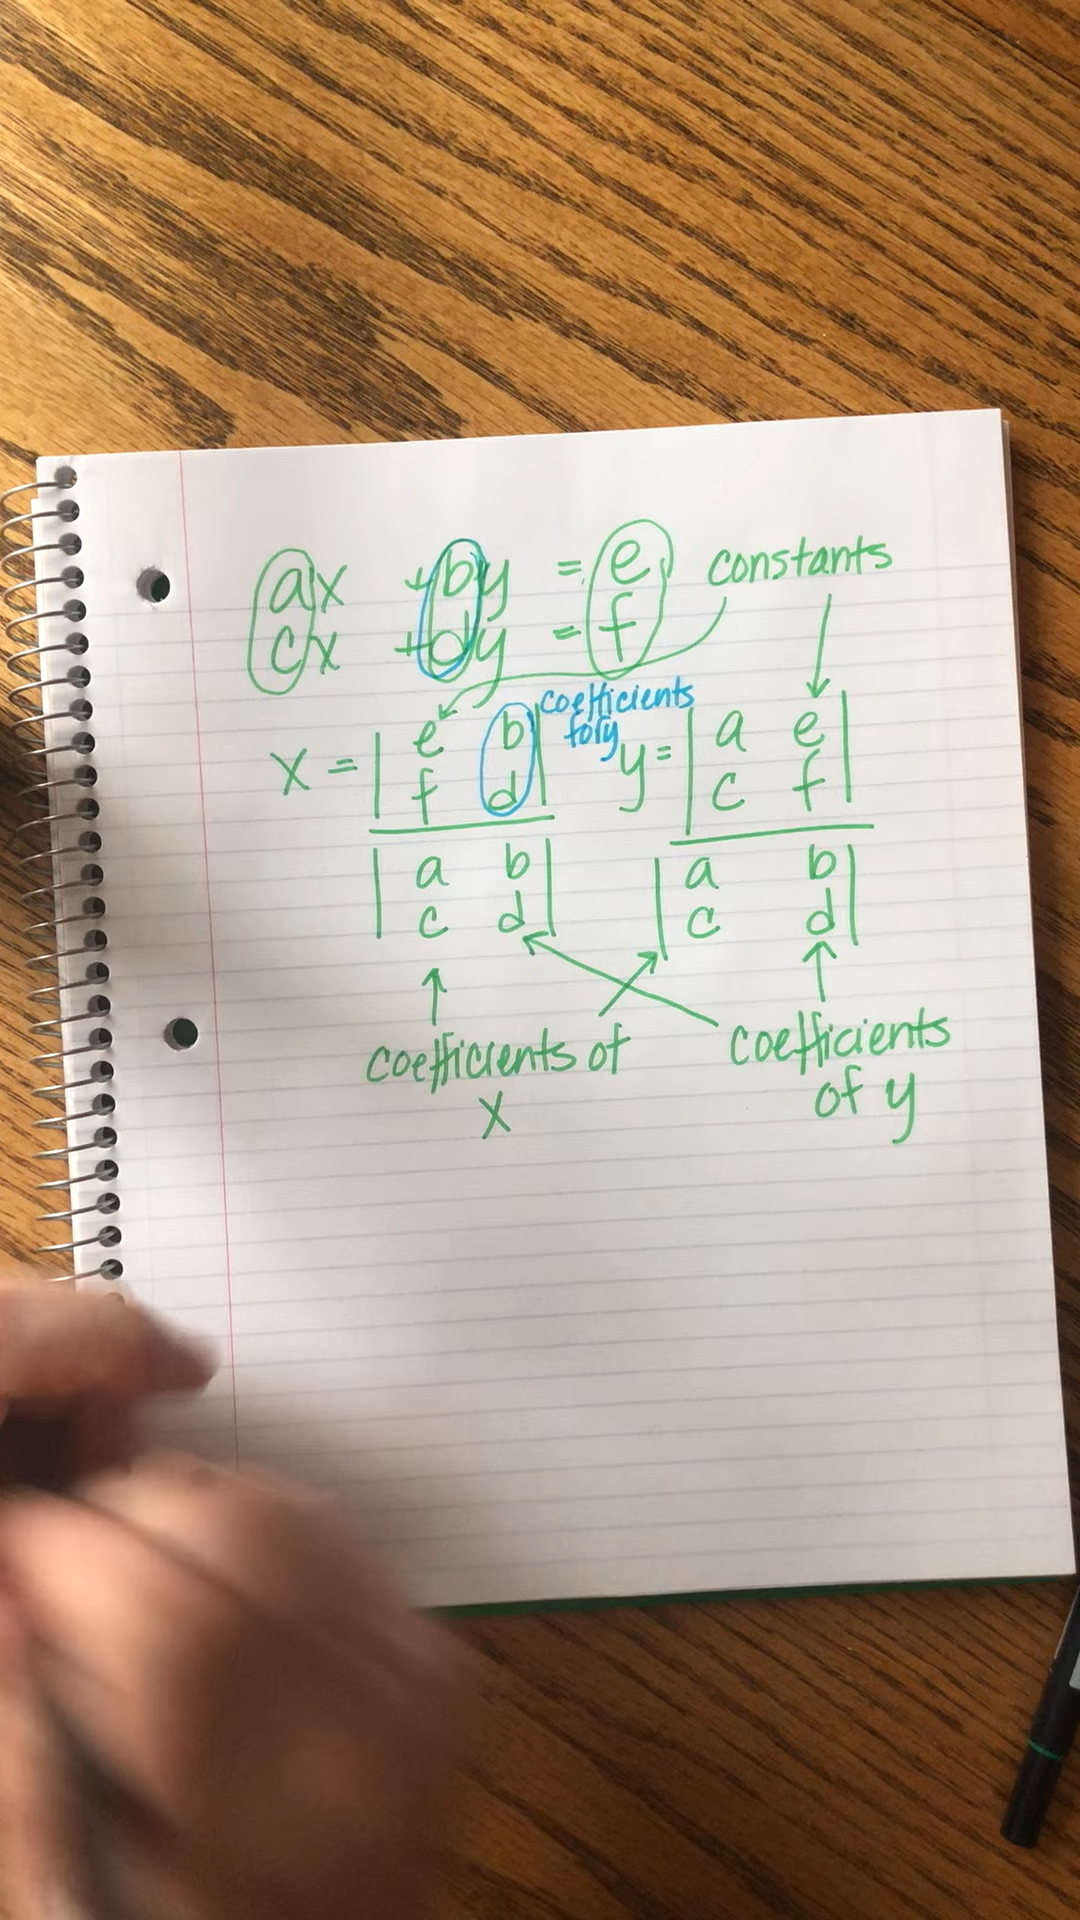 ax +by = e constants
cx +dy = f
coefficients
for y
x = | e b | y = | a e |
| f d | | c f |
| a b | | a b |
| c d | | c d |
coefficients of
x
coefficients
of y